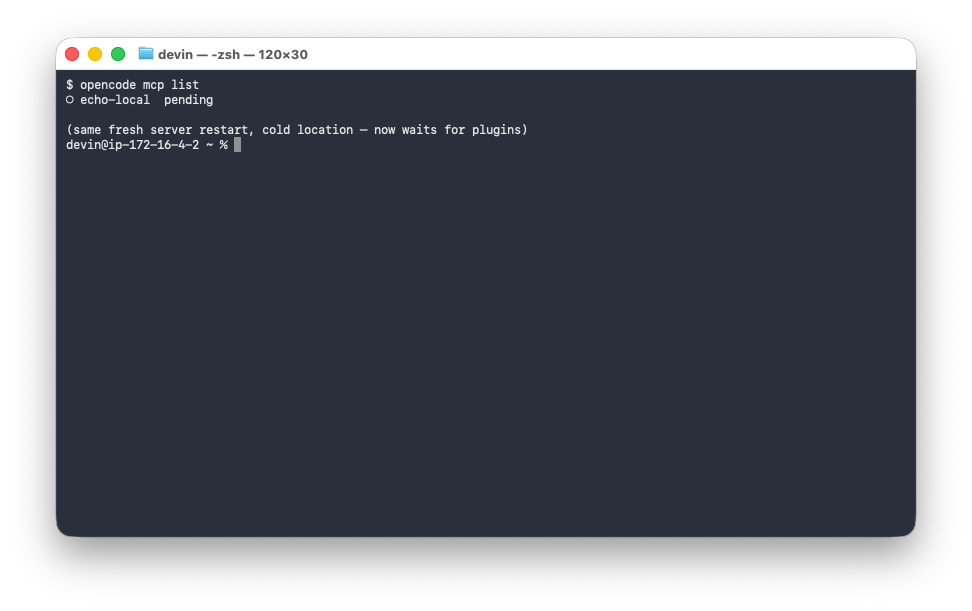 devin — -zsh — 120×30
$ opencode mcp list
○ echo-local  pending

(same fresh server restart, cold location — now waits for plugins)
devin@ip-172-16-4-2 ~ %